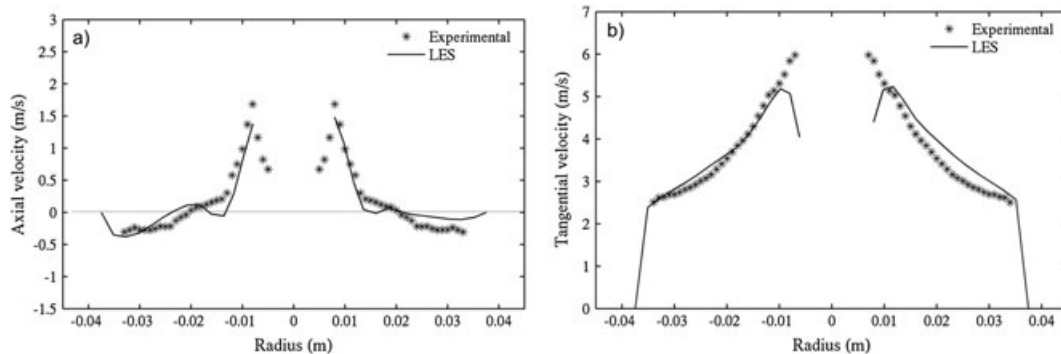 a)
Experimental
LES
Axial velocity (m/s)
3
2.5
2
1.5
1
0.5
0
-0.5
-1
-1.5
-0.04 -0.03 -0.02 -0.01 0 0.01 0.02 0.03 0.04
Radius (m)
b)
Experimental
LES
Tangential velocity (m/s)
7
6
5
4
3
2
1
0
-0.04 -0.03 -0.02 -0.01 0 0.01 0.02 0.03 0.04
Radius (m)